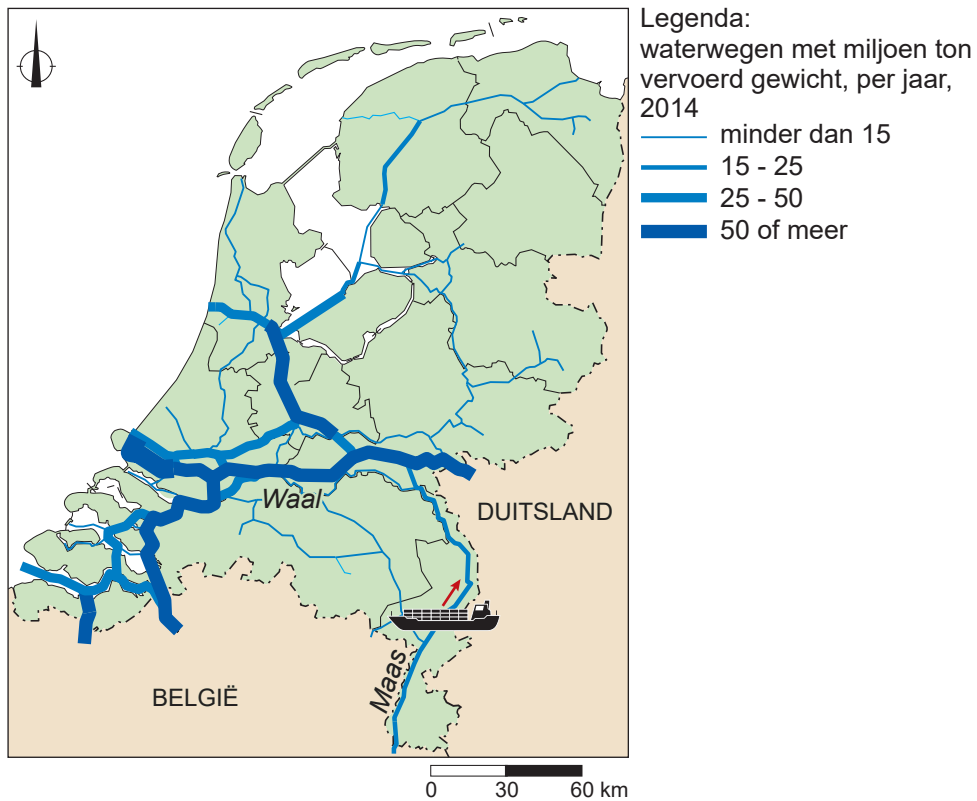 Legenda:
waterwegen met miljoen ton
vervoerd gewicht, per jaar,
2014
minder dan 15
15 - 25
25 - 50
50 of meer
Waal
DUITSLAND
Maas
BELGIË
0 30 60 km